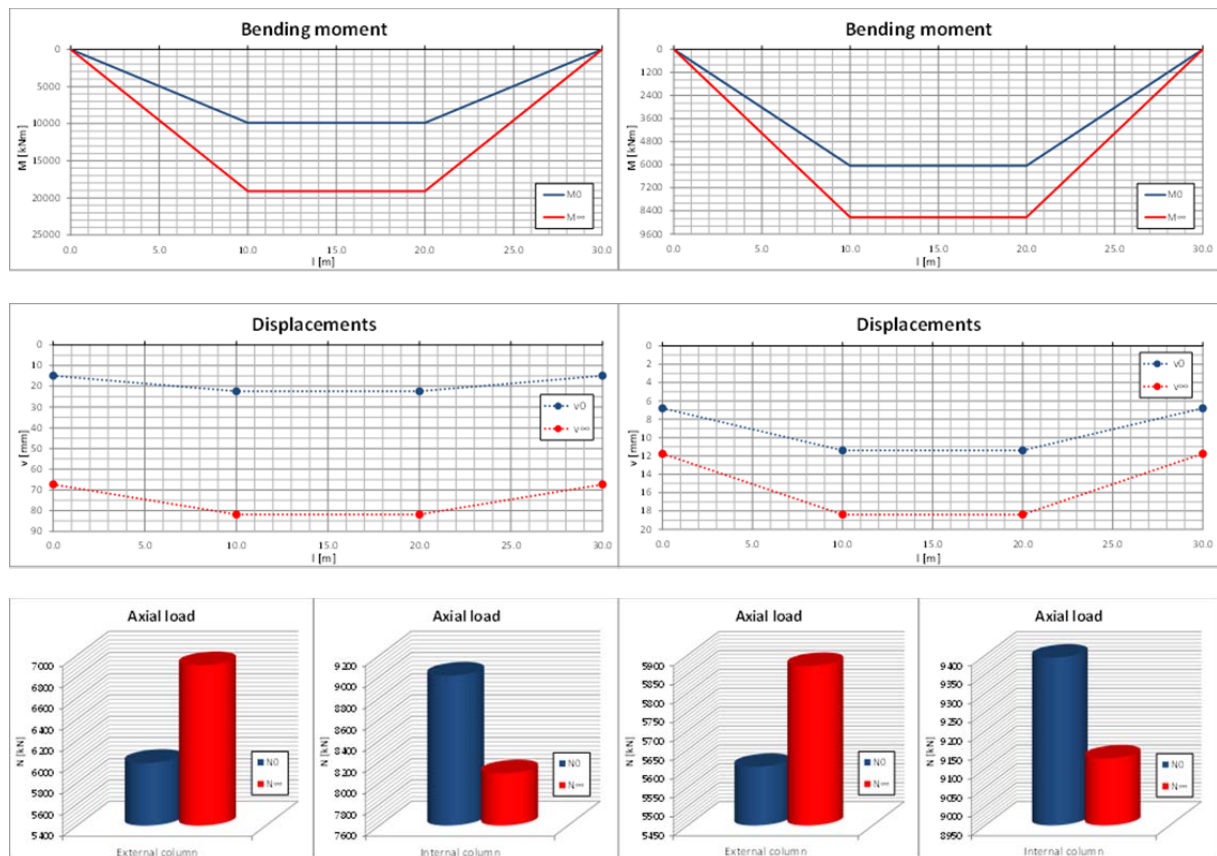 Bending moment
0
5000
10000
15000
20000
25000
M [kNm]
M0
M∞
0.0 5.0 10.0 15.0 20.0 25.0 30.0
l [m]
Bending moment
0
1200
2400
3600
4800
6000
7200
8400
9600
M [kNm]
M0
M∞
0.0 5.0 10.0 15.0 20.0 25.0 30.0
l [m]
Displacements
0
10
20
30
40
50
60
70
80
90
v [mm]
v0
v∞
0.0 5.0 10.0 15.0 20.0 25.0 30.0
l [m]
Displacements
0
2
4
6
8
10
12
14
16
18
20
v [mm]
v0
v∞
0.0 5.0 10.0 15.0 20.0 25.0 30.0
l [m]
Axial load
7000
6800
6600
6400
6200
6000
5800
5600
5400
N [kN]
N0
N∞
External column
Axial load
9200
9000
8800
8600
8400
8200
8000
7800
7600
N [kN]
N0
N∞
Internal column
Axial load
5900
5850
5800
5750
5700
5650
5600
5550
5500
5450
N [kN]
N0
N∞
External column
Axial load
9400
9350
9300
9250
9200
9150
9100
9050
9000
8950
N [kN]
N0
N∞
Internal column